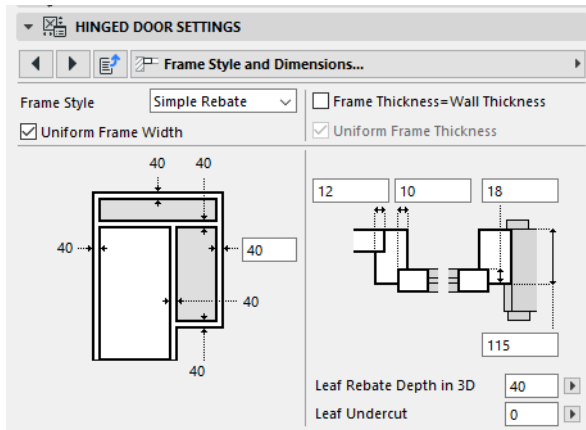 HINGED DOOR SETTINGS
Frame Style and Dimensions...
Frame Style Simple Rebate
Frame Thickness=Wall Thickness
Uniform Frame Width
Uniform Frame Thickness
40 40
12 10 18
40 40
40
40
115
Leaf Rebate Depth in 3D 40
Leaf Undercut 0